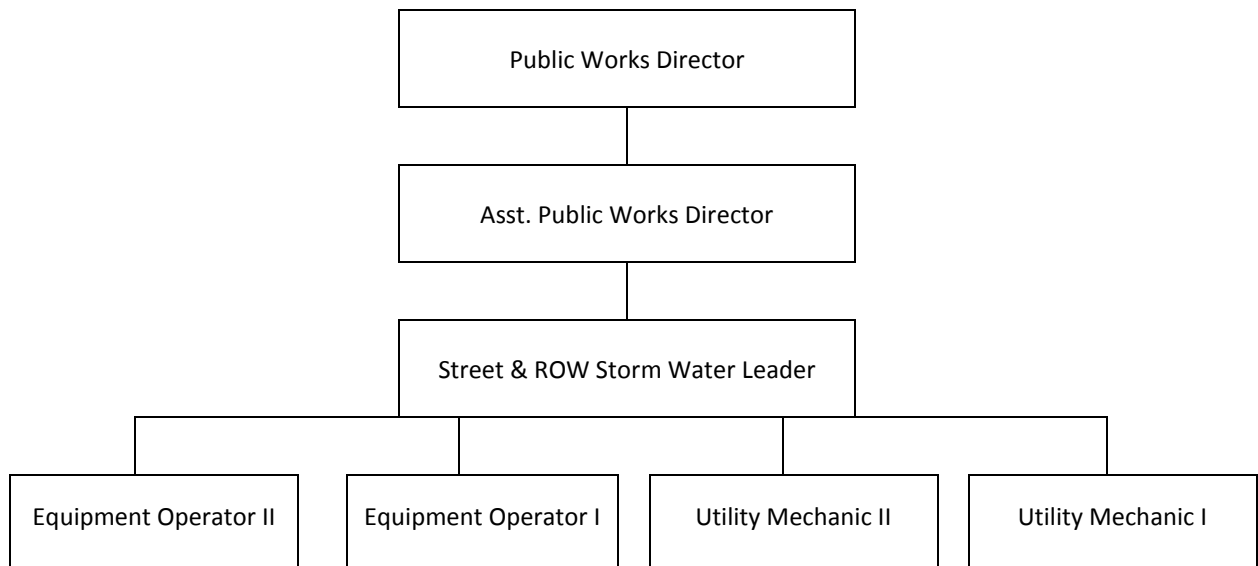 Public Works Director
Asst. Public Works Director
Street & ROW Storm Water Leader
Equipment Operator II
Equipment Operator I
Utility Mechanic II
Utility Mechanic I